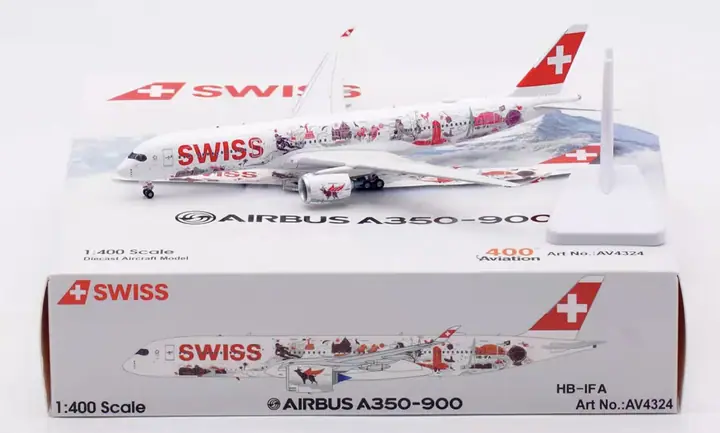 SWISS
SWISS
SWISS
AIRBUS A350-900
1:400 Scale
Diecast Aircraft Model
400
Aviation
Art No.:AV4324
SWISS
SWISS
HB-IFA
1:400 Scale
AIRBUS A350-900
Art No.:AV4324